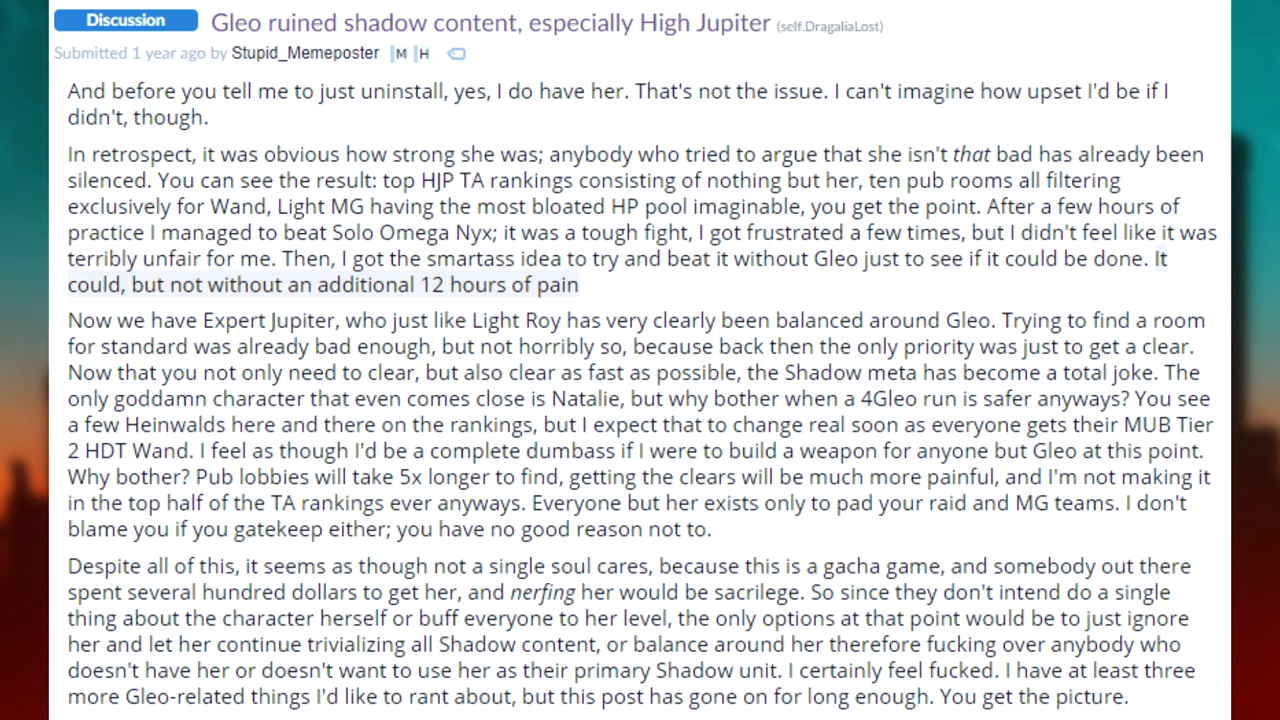 Discussion Gleo ruined shadow content, especially High Jupiter (self.DragaliaLost)
Submitted 1 year ago by Stupid_Memeposter M H
And before you tell me to just uninstall, yes, I do have her. That's not the issue. I can't imagine how upset I'd be if I
didn't, though.
In retrospect, it was obvious how strong she was; anybody who tried to argue that she isn't that bad has already been
silenced. You can see the result: top HJP TA rankings consisting of nothing but her, ten pub rooms all filtering
exclusively for Wand, Light MG having the most bloated HP pool imaginable, you get the point. After a few hours of
practice I managed to beat Solo Omega Nyx; it was a tough fight, I got frustrated a few times, but I didn't feel like it was
terribly unfair for me. Then, I got the smartass idea to try and beat it without Gleo just to see if it could be done. It
could, but not without an additional 12 hours of pain
Now we have Expert Jupiter, who just like Light Roy has very clearly been balanced around Gleo. Trying to find a room
for standard was already bad enough, but not horribly so, because back then the only priority was just to get a clear.
Now that you not only need to clear, but also clear as fast as possible, the Shadow meta has become a total joke. The
only goddamn character that even comes close is Natalie, but why bother when a 4Gleo run is safer anyways? You see
a few Heinwalds here and there on the rankings, but I expect that to change real soon as everyone gets their MUB Tier
2 HDT Wand. I feel as though I'd be a complete dumbass if I were to build a weapon for anyone but Gleo at this point.
Why bother? Pub lobbies will take 5x longer to find, getting the clears will be much more painful, and I'm not making it
in the top half of the TA rankings ever anyways. Everyone but her exists only to pad your raid and MG teams. I don't
blame you if you gatekeep either; you have no good reason not to.
Despite all of this, it seems as though not a single soul cares, because this is a gacha game, and somebody out there
spent several hundred dollars to get her, and nerfing her would be sacrilege. So since they don't intend do a single
thing about the character herself or buff everyone to her level, the only options at that point would be to just ignore
her and let her continue trivializing all Shadow content, or balance around her therefore fucking over anybody who
doesn't have her or doesn't want to use her as their primary Shadow unit. I certainly feel fucked. I have at least three
more Gleo-related things I'd like to rant about, but this post has gone on for long enough. You get the picture.